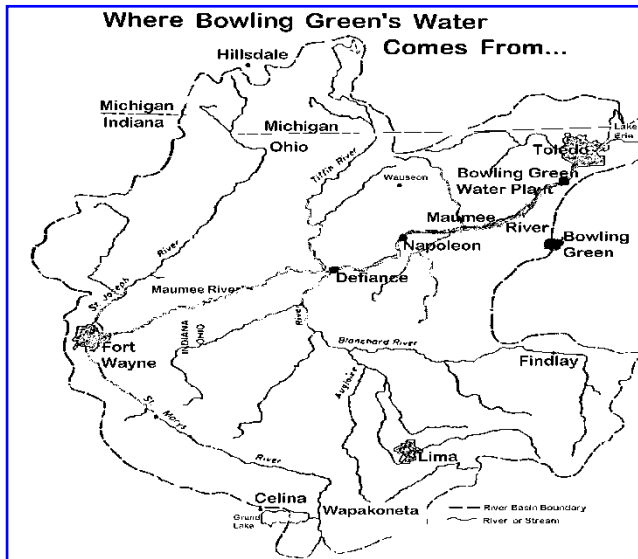 Where Bowling Green's Water
Comes From...
Hillsdale
Michigan
Indiana
Michigan
Ohio
Lake
Erie
Toledo
Tiffin River
Wauseon
Bowling Green
Water Plant
Maumee
River
Napoleon
Bowling
Green
Defiance
St. Joseph
River
Maumee River
Fort
Wayne
INDIANA
OHIO
River
Blanchard River
Findlay
Auglaize
St. Marys
River
Lima
Celina
Grand
Lake
Wapakoneta
River Basin Boundary
River or Stream